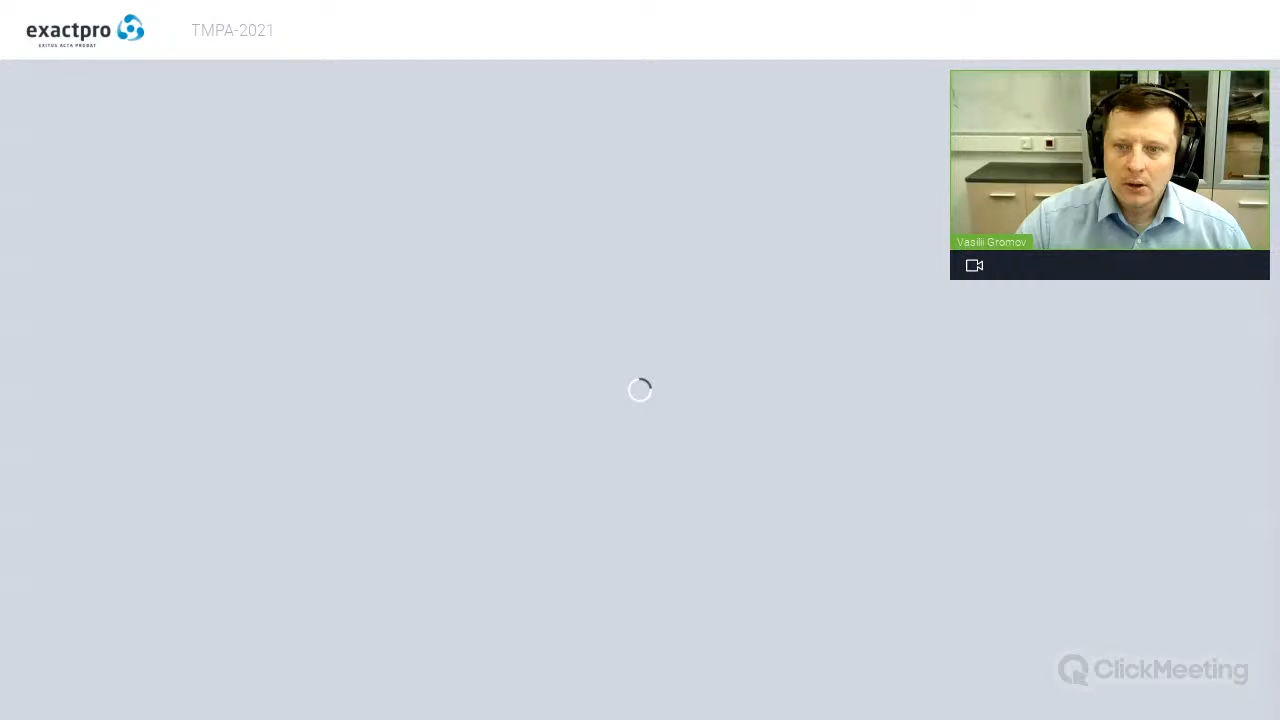 exactpro
EXITUS ACTA PROBAT
TMPA-2021
Vasilii Gromov
ClickMeeting